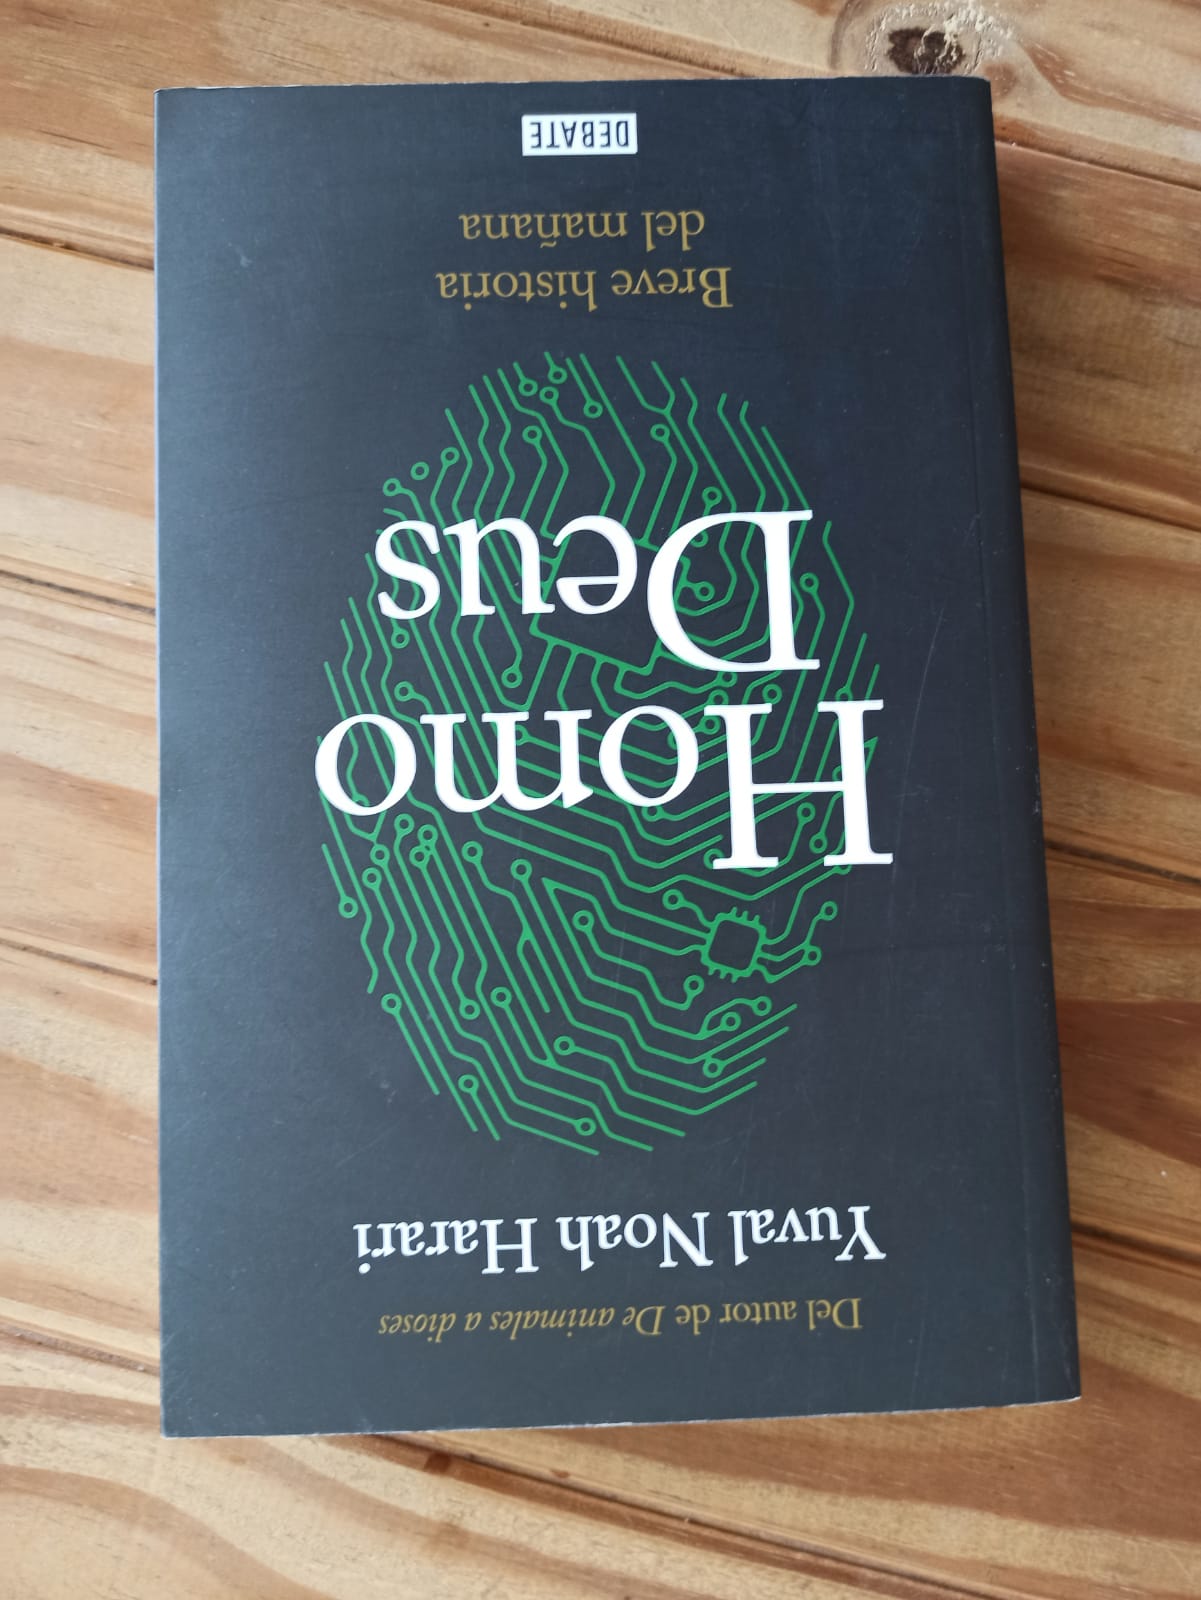 Del autor de De animales a dioses
Yuval Noah Harari
Homo
Deus
Breve historia
del mañana
DEBATE